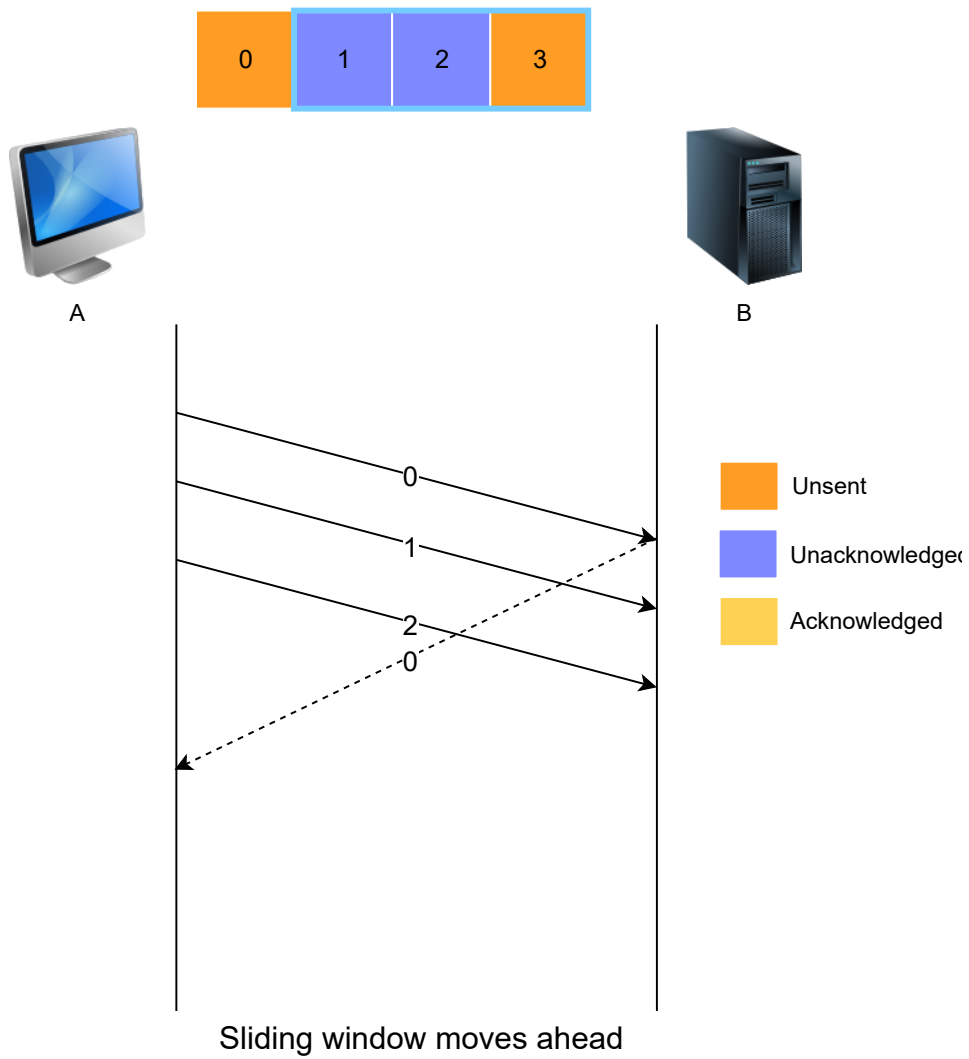 0 1 2 3
A
B
0
1
2
0
Unsent
Unacknowledged
Acknowledged
Sliding window moves ahead